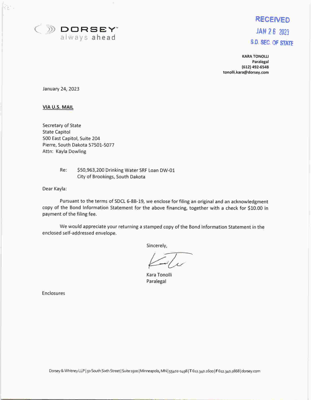 DORSEY
always ahead
RECEIVED
JAN 26 2023
S.D. SEC OF STATE
KARA TONOLLI
Paralegal
(612) 492-6548
tonolli.kara@dorsey.com
January 24, 2023
VIA U.S. MAIL
Secretary of State
State Capitol
500 East Capitol, Suite 204
Pierre, South Dakota 57501-5077
Attn: Kayla Dowling
Re: $50,963,200 Drinking Water SRF Loan DW-01
City of Brookings, South Dakota
Dear Kayla:
Pursuant to the terms of SDCL 6-8B-19, we enclose for filing an original and an acknowledgment
copy of the Bond Information Statement for the above financing, together with a check for $10.00 in
payment of the filing fee.
We would appreciate your returning a stamped copy of the Bond Information Statement in the
enclosed self-addressed envelope.
Sincerely,
Kara Tonolli
Paralegal
Enclosures
Dorsey & Whitney LLP | 50 South Sixth Street | Suite 1500 | Minneapolis, MN | 55402-1498 | T 612.340.2600 | F 612.340.2868 | dorsey.com